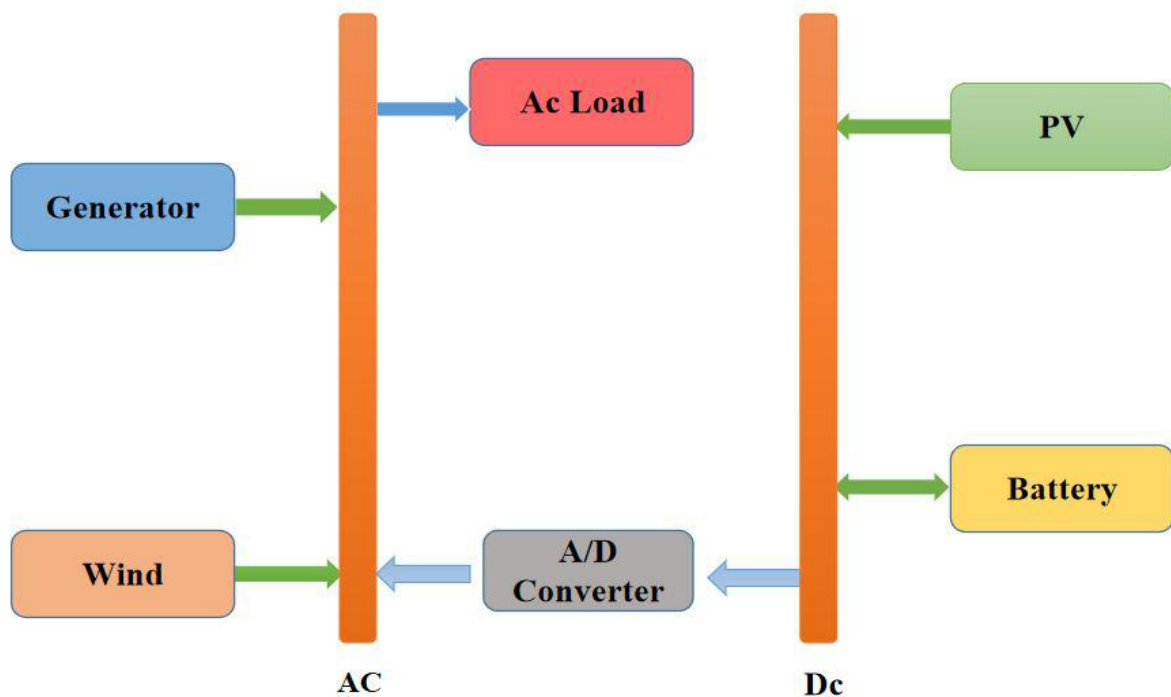 Ac Load
PV
Generator
Battery
Wind
A/D
Converter
AC
Dc